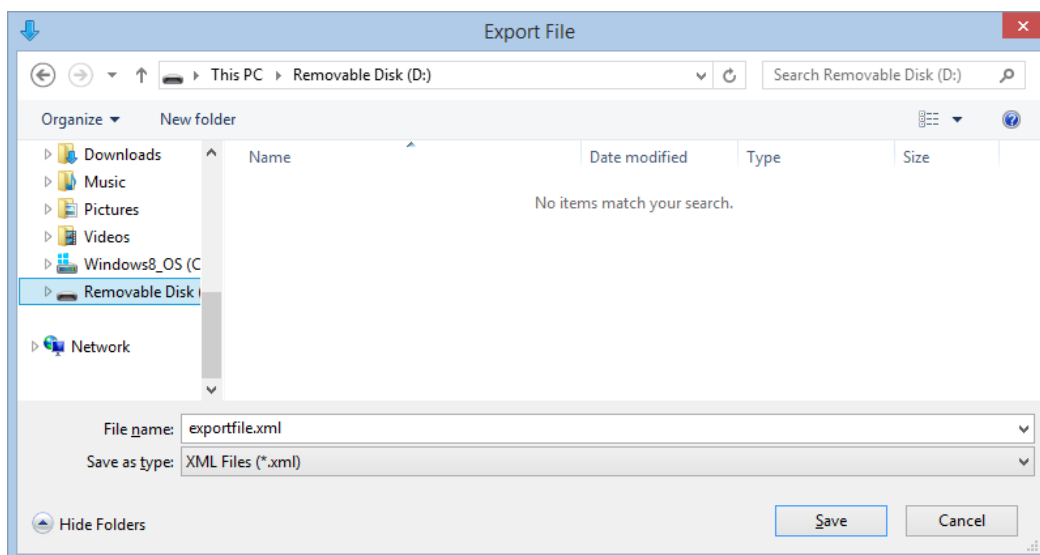 Export File
This PC Removable Disk (D:) Search Removable Disk (D:)
Organize New folder
Name Date modified Type Size
Downloads
Music
Pictures
Videos
Windows8_OS (C
Removable Disk (
Network
No items match your search.
File name: exportfile.xml
Save as type: XML Files (*.xml)
Hide Folders Save Cancel